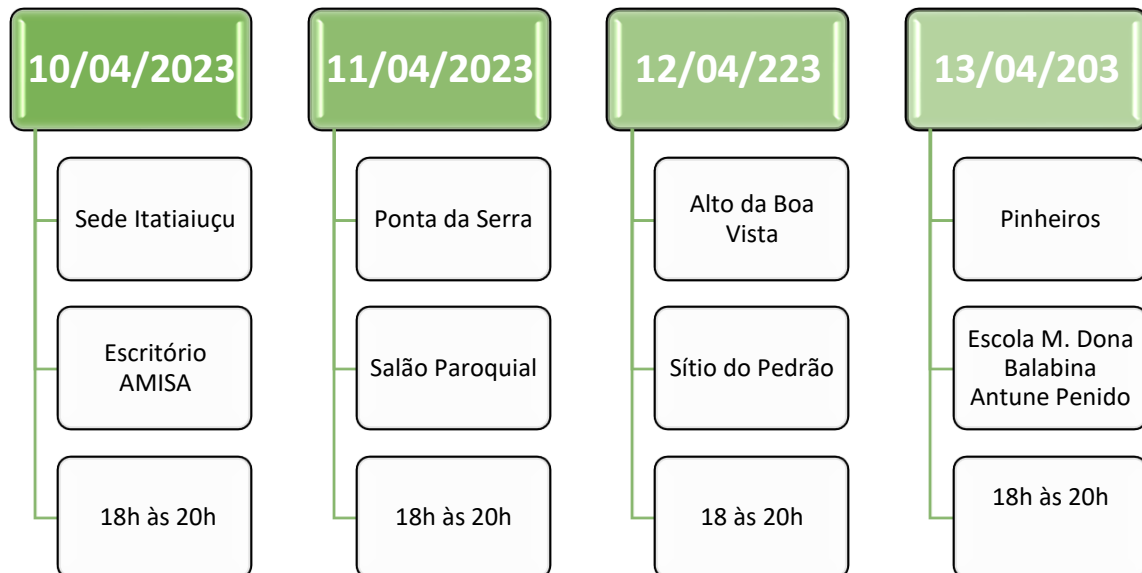 10/04/2023
Sede Itatiaiuçu
Escritório
AMISA
18h às 20h
11/04/2023
Ponta da Serra
Salão Paroquial
18h às 20h
12/04/223
Alto da Boa
Vista
Sítio do Pedrão
18 às 20h
13/04/203
Pinheiros
Escola M. Dona
Balabina
Antune Penido
18h às 20h